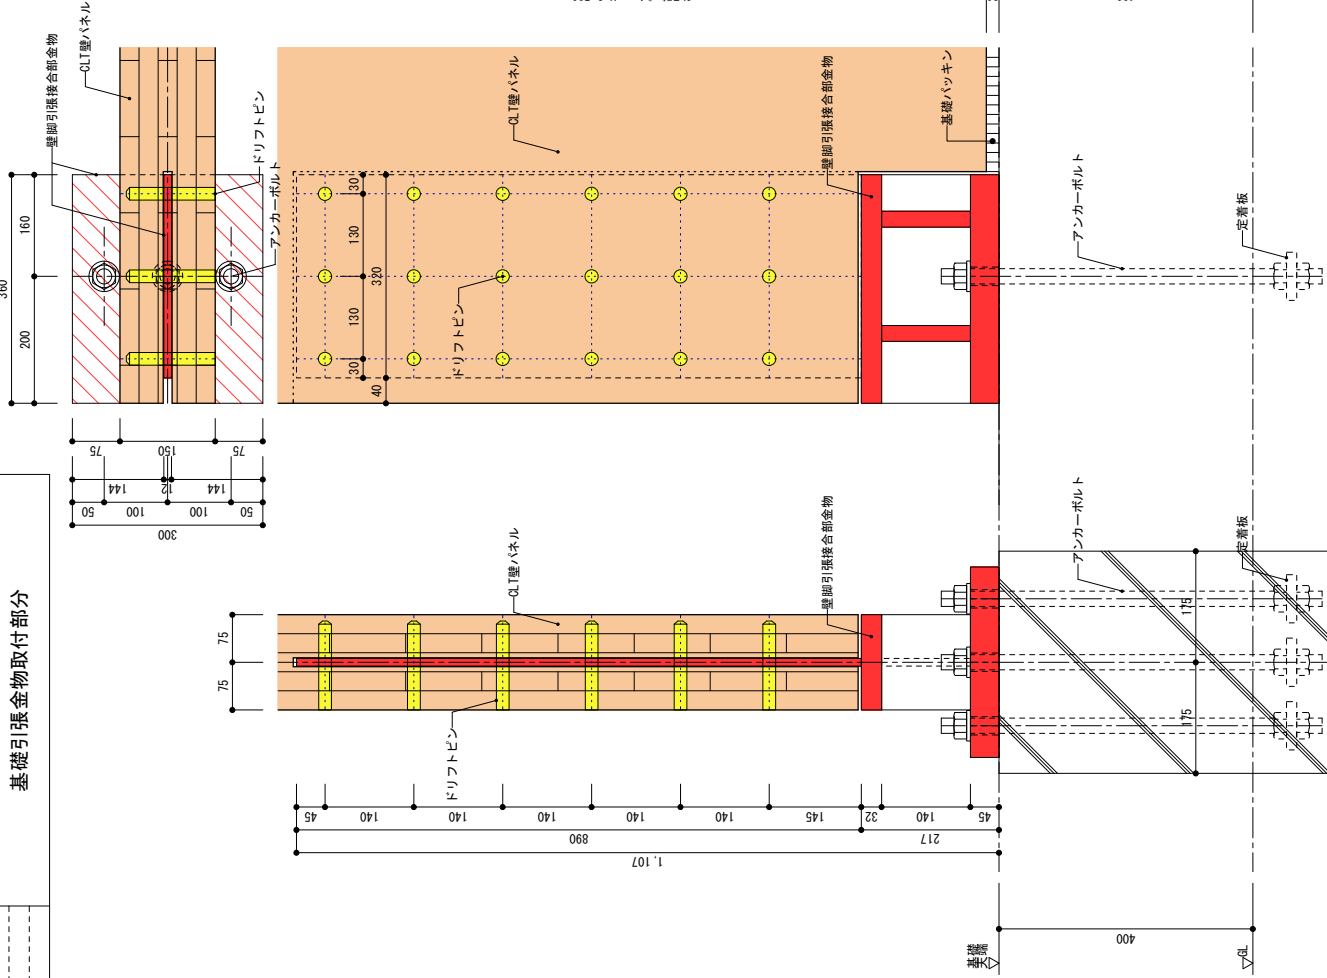 基礎引張金物取付部分
CLT壁パネル
壁脚引張接合部金物
ドリフトピン
アンカーボルト
360
160
200
75
150
75
144
12
144
50
100
100
50
300
CLT壁パネル
壁脚引張接合部金物
基礎パッキン
アンカーボルト
定着板
ドリフトピン
30
130
320
130
30
40
CLT壁パネル
壁脚引張接合部金物
アンカーボルト
定着板
ドリフトピン
75
75
175
175
45
140
140
140
140
140
145
32
140
45
890
217
1,107
基礎
天端
GL
400